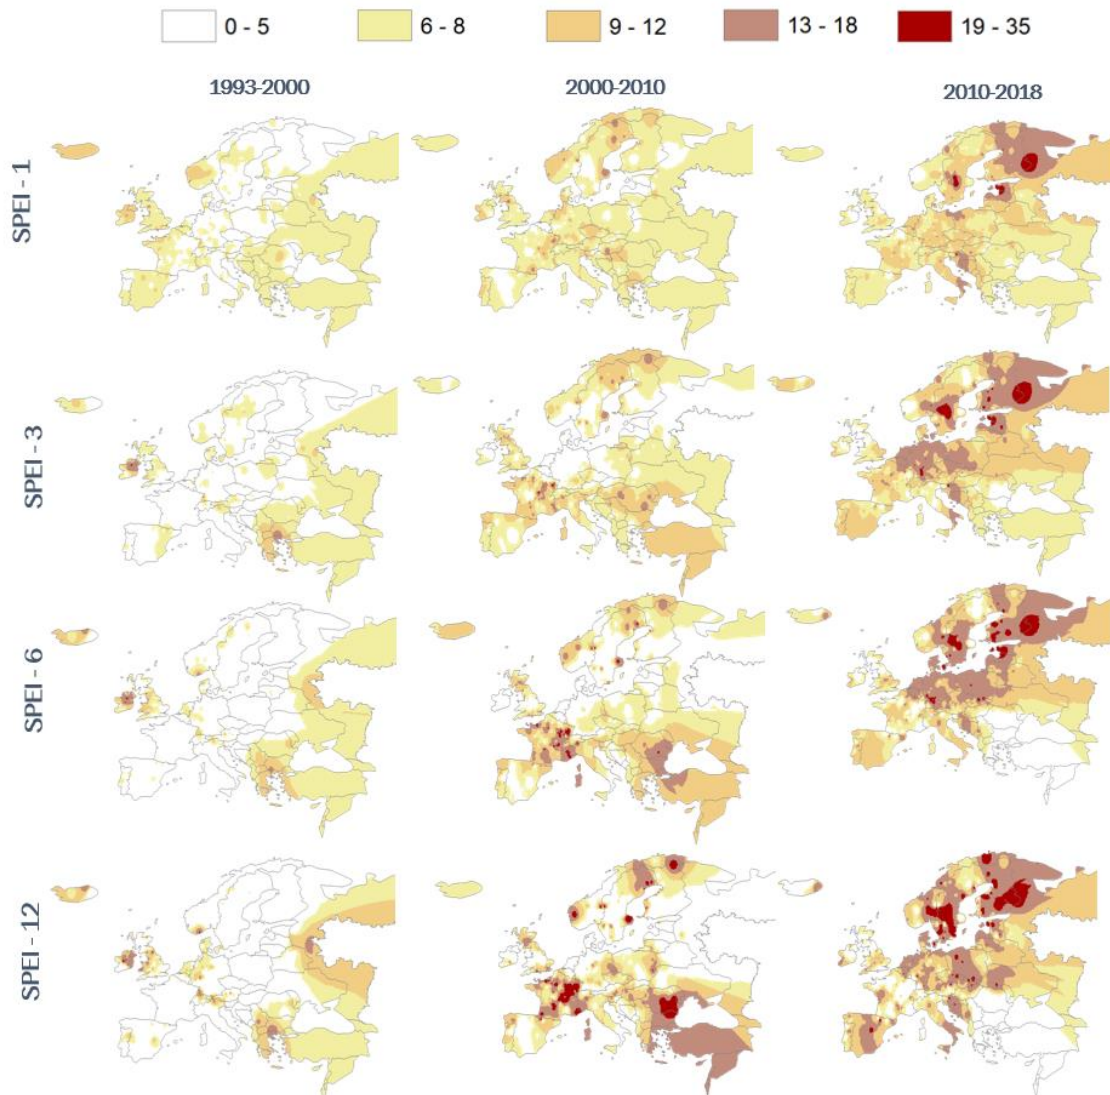 0 - 5 6 - 8 9 - 12 13 - 18 19 - 35
1993-2000 2000-2010 2010-2018
SPEI - 1
SPEI - 3
SPEI - 6
SPEI - 12